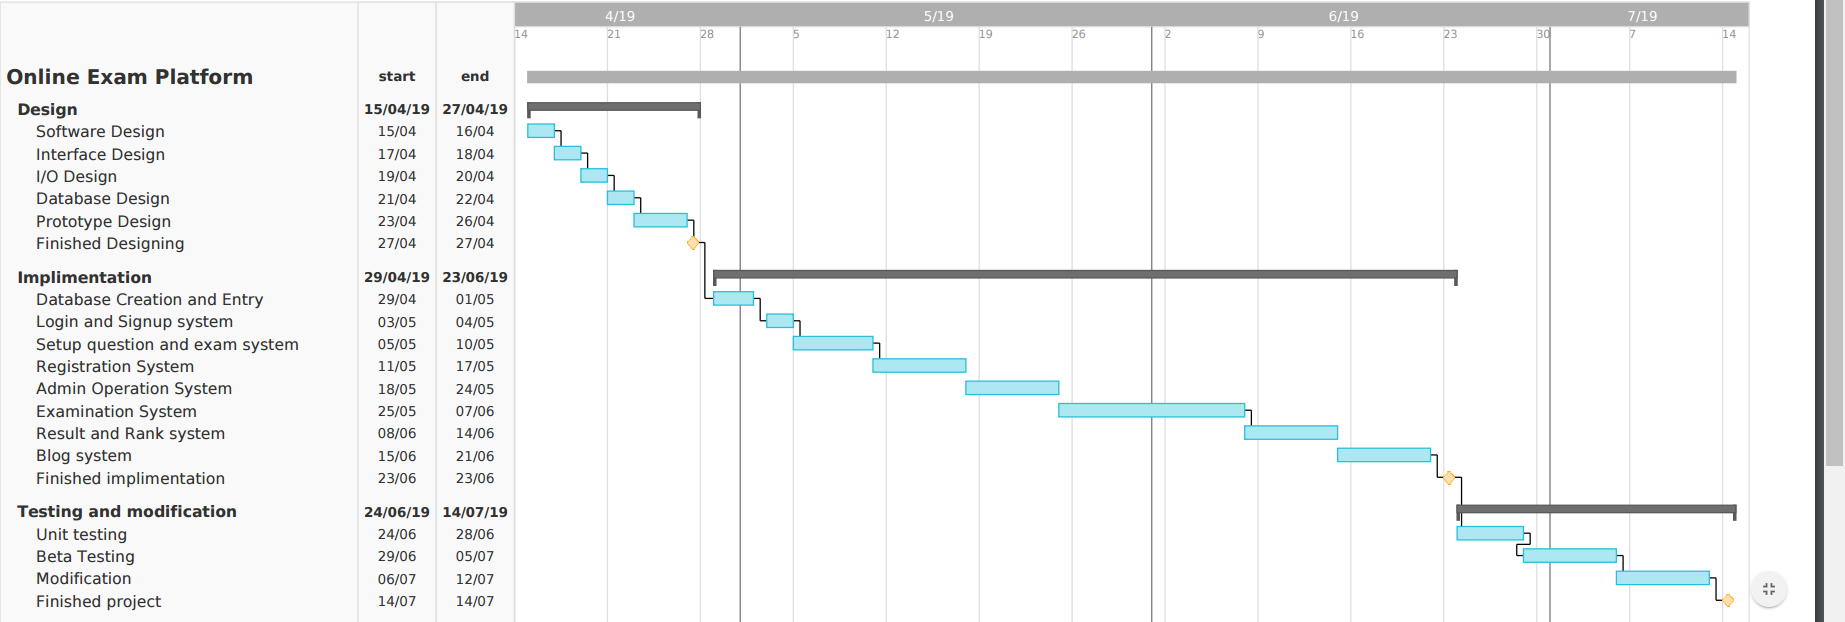 4/19 5/19 6/19 7/19
14 21 28 5 12 19 26 2 9 16 23 30 7 14
Online Exam Platform start end
Design 15/04/19 27/04/19
Software Design 15/04 16/04
Interface Design 17/04 18/04
I/O Design 19/04 20/04
Database Design 21/04 22/04
Prototype Design 23/04 26/04
Finished Designing 27/04 27/04
Implimentation 29/04/19 23/06/19
Database Creation and Entry 29/04 01/05
Login and Signup system 03/05 04/05
Setup question and exam system 05/05 10/05
Registration System 11/05 17/05
Admin Operation System 18/05 24/05
Examination System 25/05 07/06
Result and Rank system 08/06 14/06
Blog system 15/06 21/06
Finished implimentation 23/06 23/06
Testing and modification 24/06/19 14/07/19
Unit testing 24/06 28/06
Beta Testing 29/06 05/07
Modification 06/07 12/07
Finished project 14/07 14/07